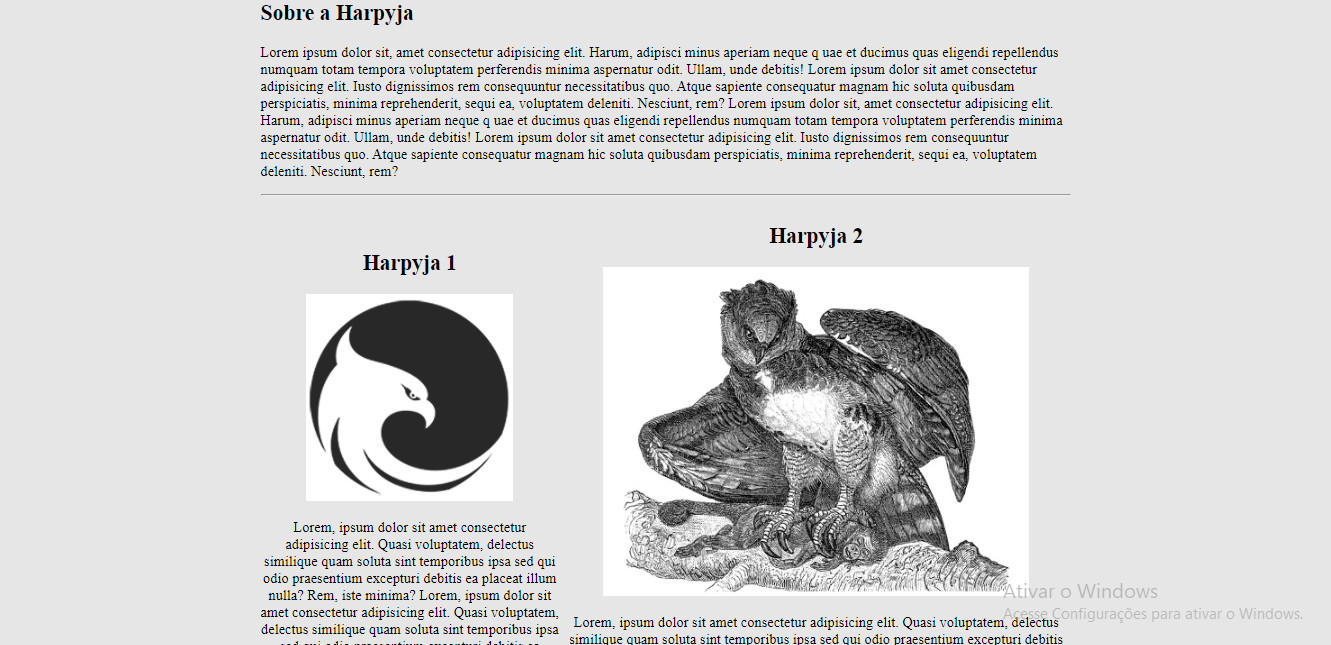 Sobre a Harpyja
Lorem ipsum dolor sit, amet consectetur adipisicing elit. Harum, adipisci minus aperiam neque q uae et ducimus quas eligendi repellendus
numquam totam tempora voluptatem perferendis minima aspernatur odit. Ullam, unde debitis! Lorem ipsum dolor sit amet consectetur
adipisicing elit. Iusto dignissimos rem consequuntur necessitatibus quo. Atque sapiente consequatur magnam hic soluta quibusdam
perspiciatis, minima reprehenderit, sequi ea, voluptatem deleniti. Nesciunt, rem? Lorem ipsum dolor sit, amet consectetur adipisicing elit.
Harum, adipisci minus aperiam neque q uae et ducimus quas eligendi repellendus numquam totam tempora voluptatem perferendis minima
aspernatur odit. Ullam, unde debitis! Lorem ipsum dolor sit amet consectetur adipisicing elit. Iusto dignissimos rem consequuntur
necessitatibus quo. Atque sapiente consequatur magnam hic soluta quibusdam perspiciatis, minima reprehenderit, sequi ea, voluptatem
deleniti. Nesciunt, rem?
Harpyja 1
Lorem, ipsum dolor sit amet consectetur
adipisicing elit. Quasi voluptatem, delectus
similique quam soluta sint temporibus ipsa sed qui
odio praesentium excepturi debitis ea placeat illum
nulla? Rem, iste minima? Lorem, ipsum dolor sit
amet consectetur adipisicing elit. Quasi voluptatem,
delectus similique quam soluta sint temporibus ipsa
Harpyja 2
Lorem, ipsum dolor sit amet consectetur adipisicing elit. Quasi voluptatem, delectus
similique quam soluta sint temporibus ipsa sed qui odio praesentium excepturi debitis
Ativar o Windows
Acesse Configurações para ativar o Windows.